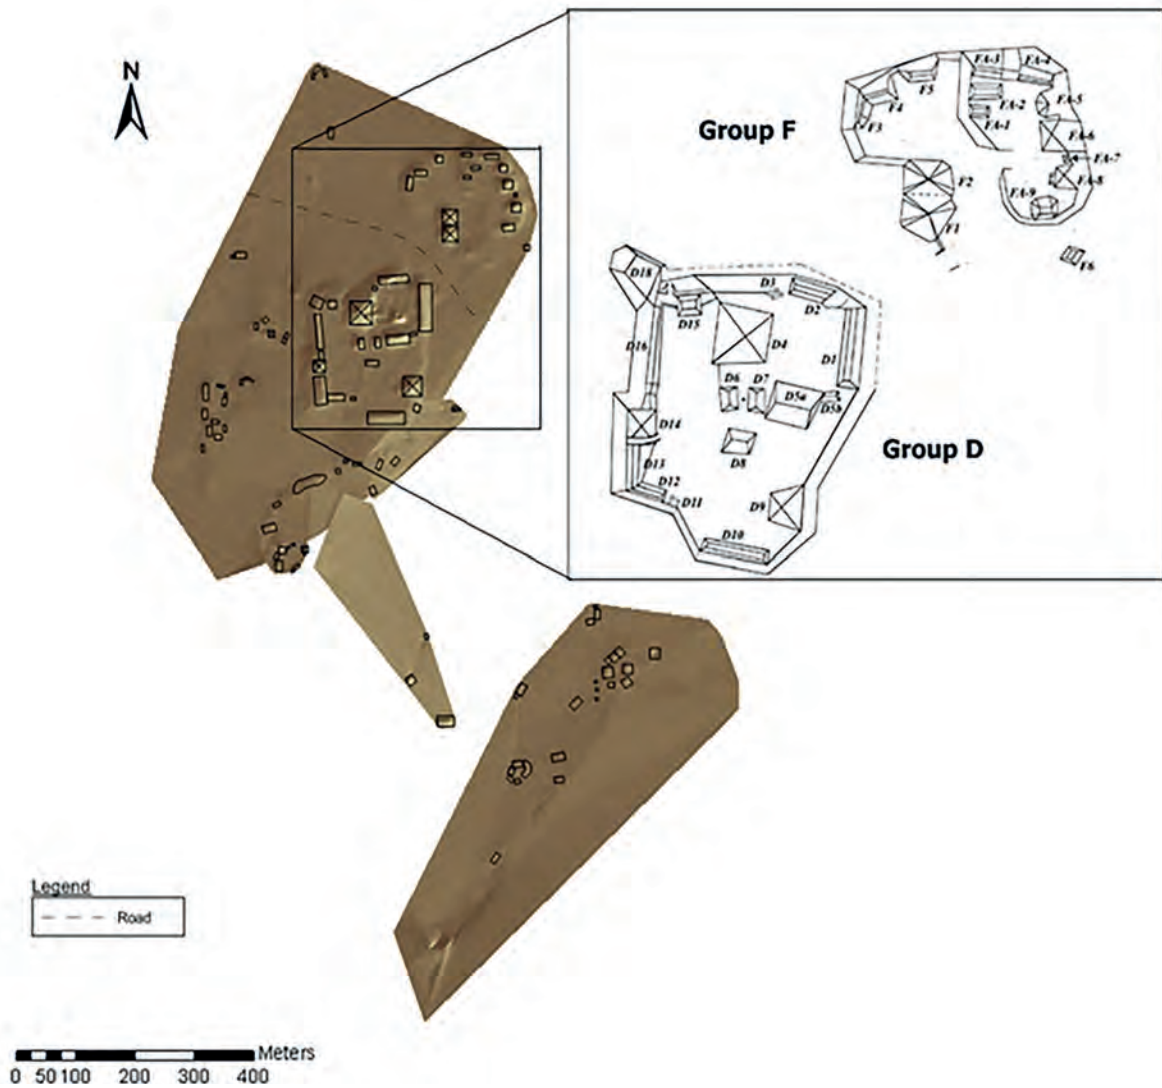 N
Group F
FA-3
FA-4
F5
F4
F3
FA-2
FA-1
FA-5
FA-6
FA-7
FA-8
FA-9
F2
F1
F6
D18
D3
D2
D15
D4
D16
D1
D6
D7
D5a
D5b
Group D
D14
D8
D13
D12
D11
D9
D10
Legend
Road
Meters
0 50 100 200 300 400